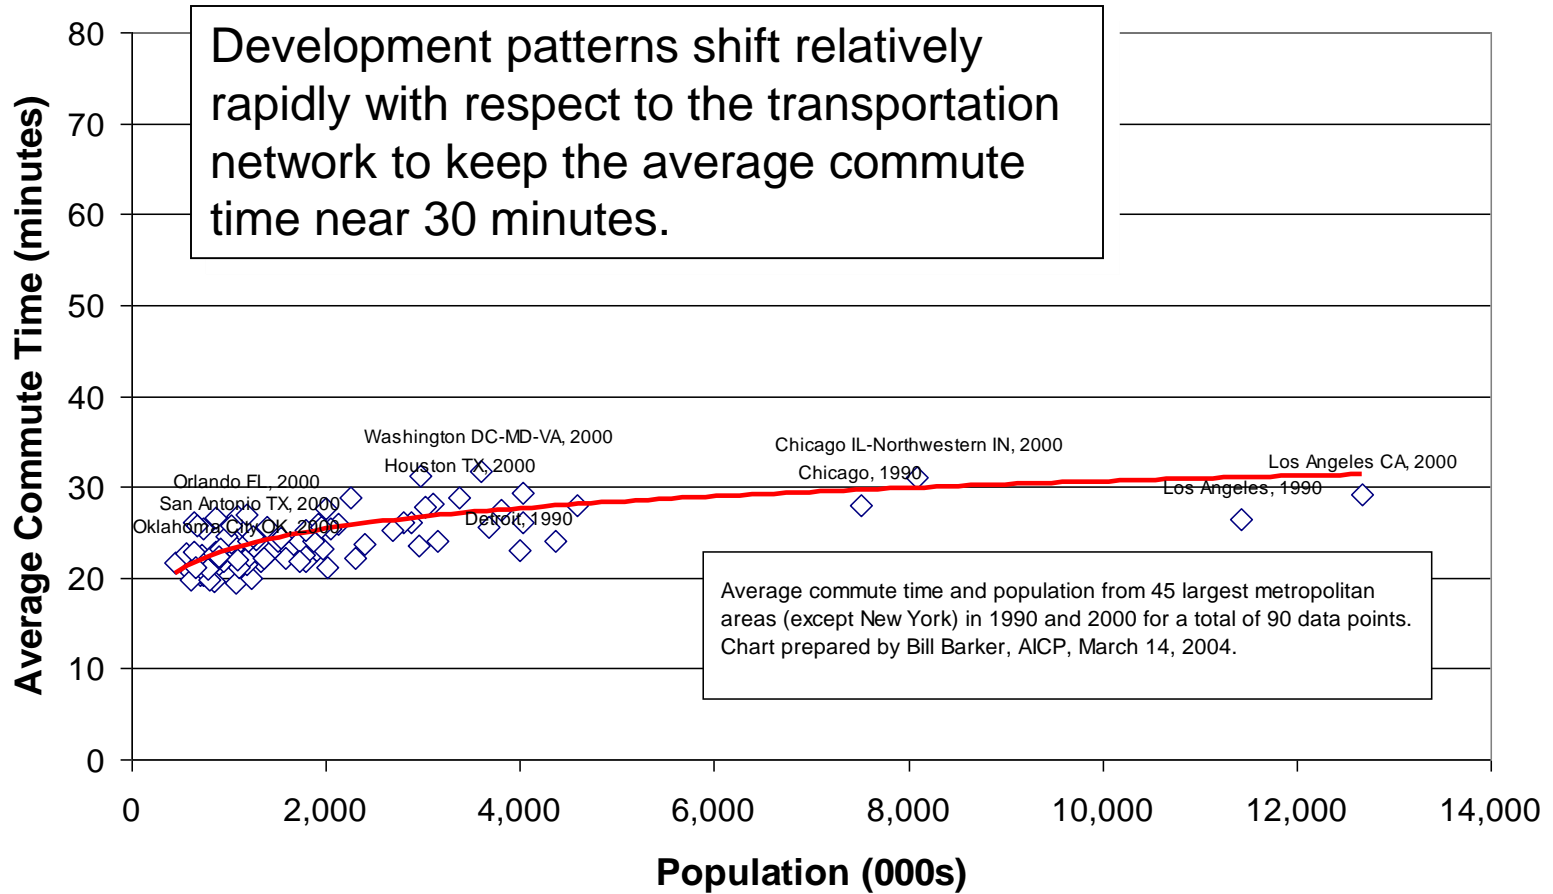 Development patterns shift relatively
rapidly with respect to the transportation
network to keep the average commute
time near 30 minutes.
Average Commute Time (minutes)
80
70
60
50
40
30
20
10
0
Washington DC-MD-VA, 2000
Houston TX, 2000
Orlando FL, 2000
San Antonio TX, 2000
Oklahoma City OK, 2000
Detroit, 1990
Chicago IL-Northwestern IN, 2000
Chicago, 1990
Los Angeles CA, 2000
Los Angeles, 1990
Average commute time and population from 45 largest metropolitan
areas (except New York) in 1990 and 2000 for a total of 90 data points.
Chart prepared by Bill Barker, AICP, March 14, 2004.
0
2,000
4,000
6,000
8,000
10,000
12,000
14,000
Population (000s)